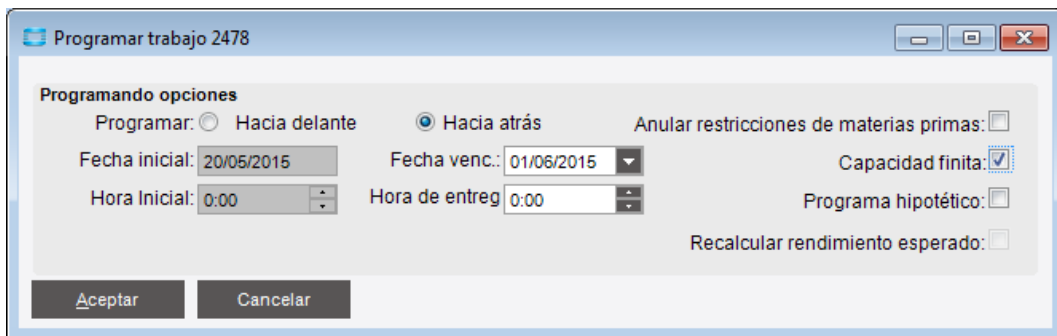 Programar trabajo 2478
Programando opciones
Programar: Hacia delante Hacia atrás Anular restricciones de materias primas:
Fecha inicial: 20/05/2015 Fecha venc.: 01/06/2015 Capacidad finita:
Hora Inicial: 0:00 Hora de entreg 0:00 Programa hipotético:
Recalcular rendimiento esperado:
Aceptar Cancelar